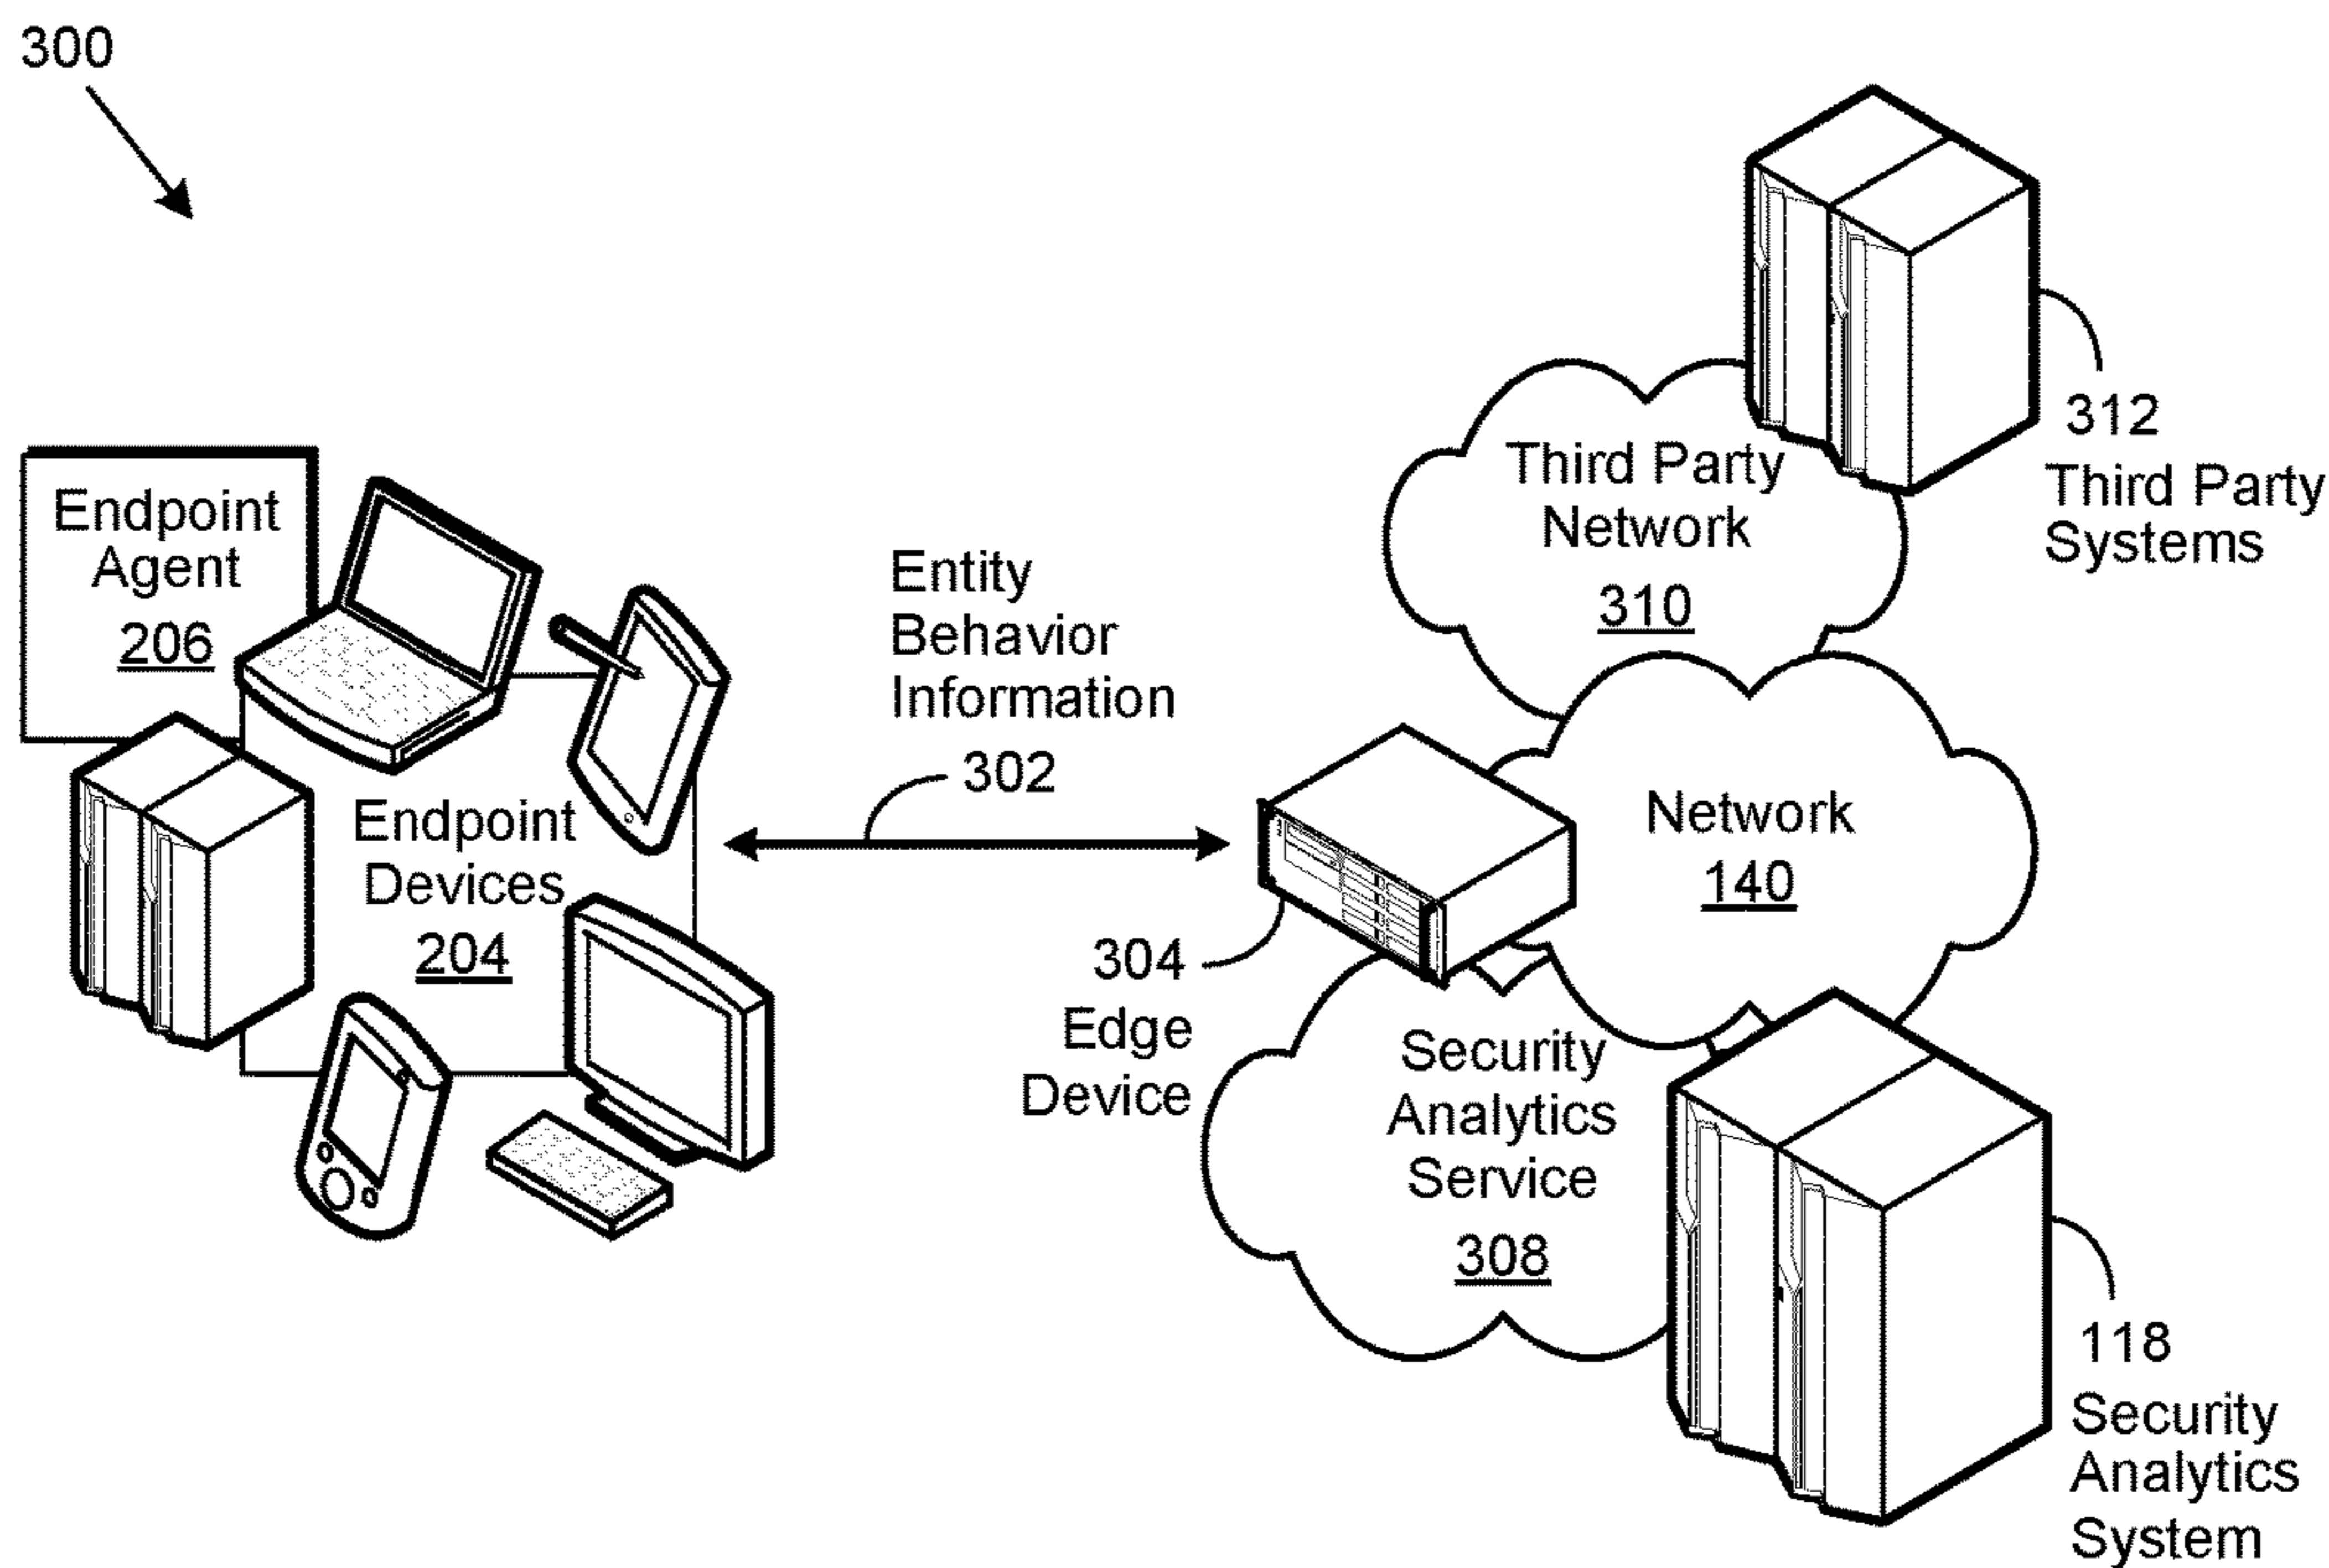 300
Endpoint
Agent
206
Endpoint
Devices
204
Entity
Behavior
Information
302
304
Edge
Device
Third Party
Network
310
312
Third Party
Systems
Network
140
Security
Analytics
Service
308
118
Security
Analytics
System